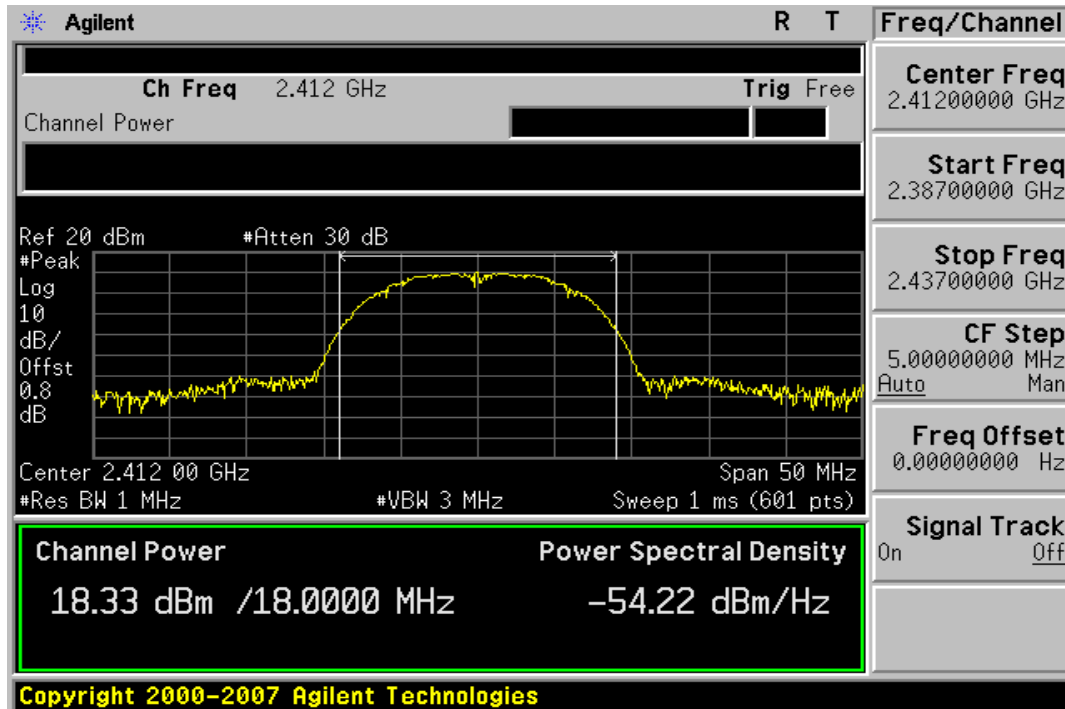 Agilent R T
Ch Freq 2.412 GHz Trig Free
Channel Power
Ref 20 dBm #Atten 30 dB
#Peak
Log
10
dB/
Offst
0.8
dB
Center 2.412 00 GHz Span 50 MHz
#Res BW 1 MHz #VBW 3 MHz Sweep 1 ms (601 pts)
Channel Power Power Spectral Density
18.33 dBm /18.0000 MHz -54.22 dBm/Hz
Copyright 2000-2007 Agilent Technologies
Freq/Channel
Center Freq
2.41200000 GHz
Start Freq
2.38700000 GHz
Stop Freq
2.43700000 GHz
CF Step
5.00000000 MHz
Auto Man
Freq Offset
0.00000000 Hz
Signal Track
On Off